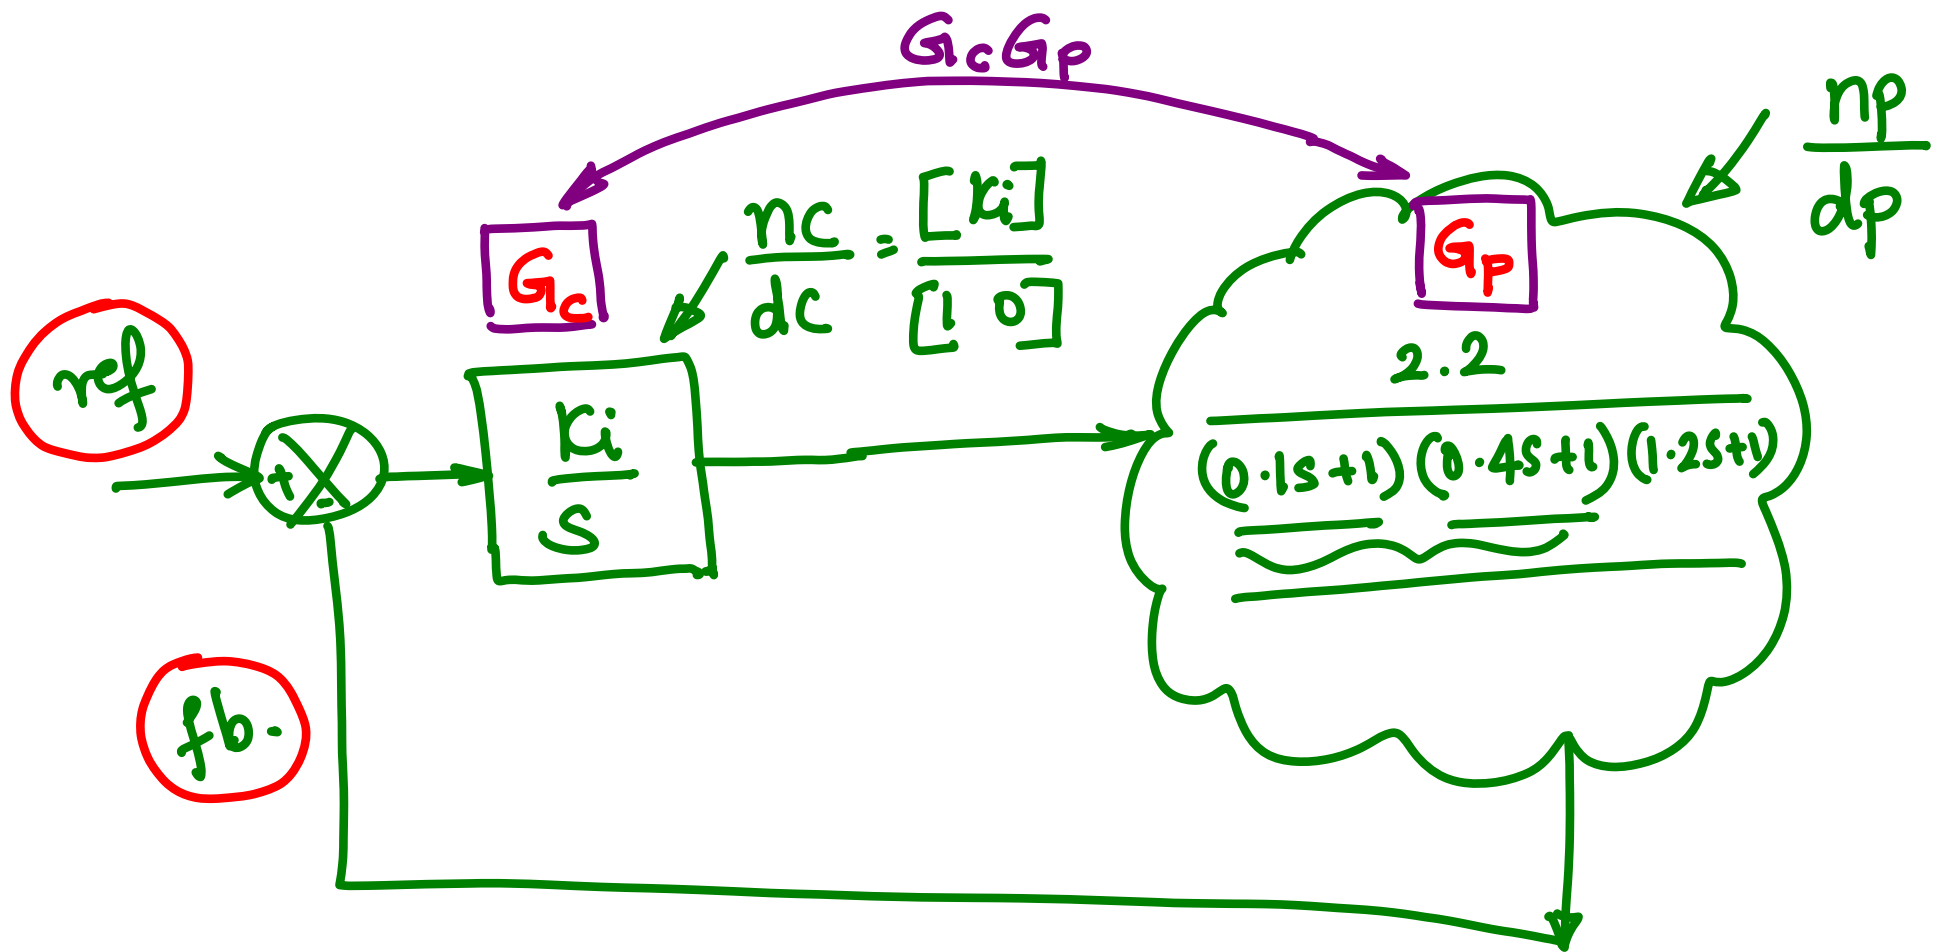 GcGp
np
dp
Gc
nc
dc
=
[Ki]
[1 0]
Gp
ref
Ki
s
+
-
2.2
(0.1s+1)(0.4s+1)(1.2s+1)
fb.